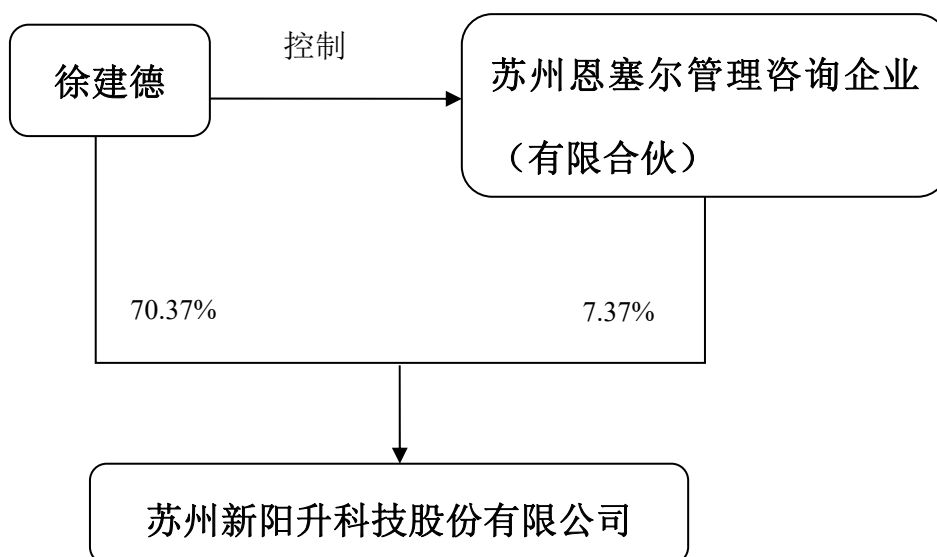 控制
徐建德
苏州恩塞尔管理咨询企业
（有限合伙）
70.37%
7.37%
苏州新阳升科技股份有限公司